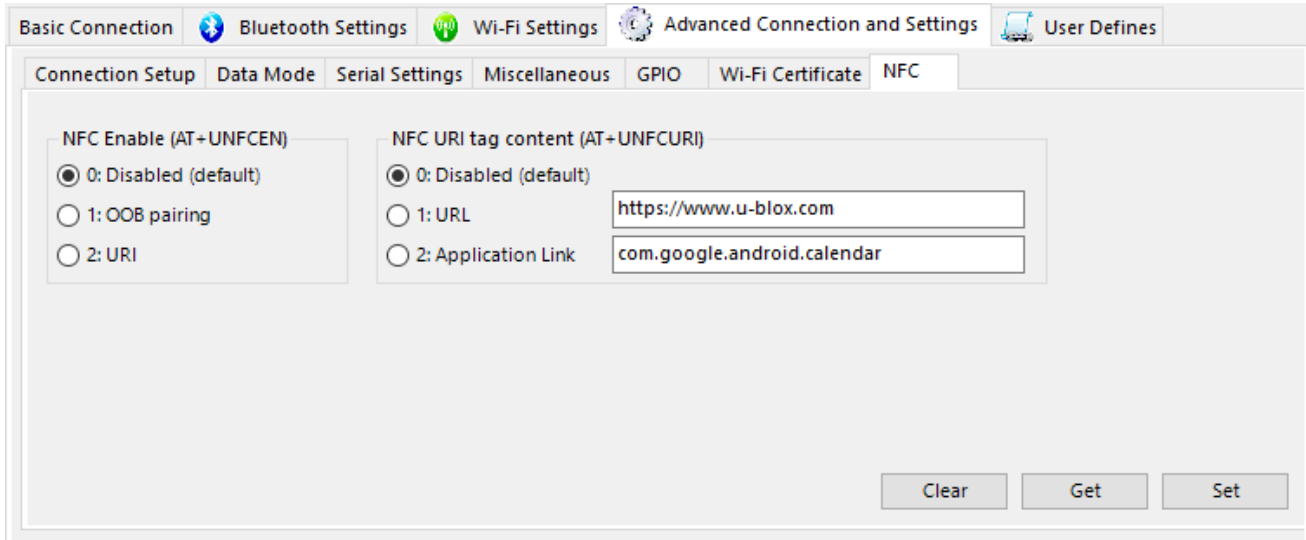 Basic Connection Bluetooth Settings Wi-Fi Settings Advanced Connection and Settings User Defines
Connection Setup Data Mode Serial Settings Miscellaneous GPIO Wi-Fi Certificate NFC
NFC Enable (AT+UNFCEN)
0: Disabled (default)
1: OOB pairing
2: URI
NFC URI tag content (AT+UNFCURI)
0: Disabled (default)
1: URL https://www.u-blox.com
2: Application Link com.google.android.calendar
Clear Get Set